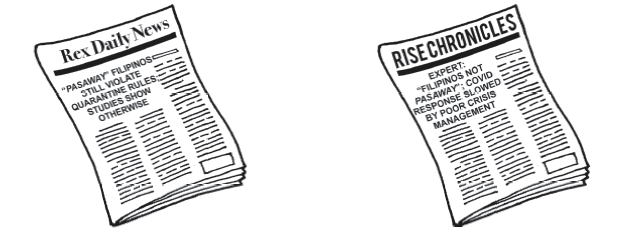 Rex Daily News
"PASAWAY" FILIPINOS
STILL VIOLATE
QUARANTINE RULES;
STUDIES SHOW
OTHERWISE
RISE CHRONICLES
EXPERT:
"FILIPINOS NOT
PASAWAY"; COVID
RESPONSE SLOWED
BY POOR CRISIS
MANAGEMENT